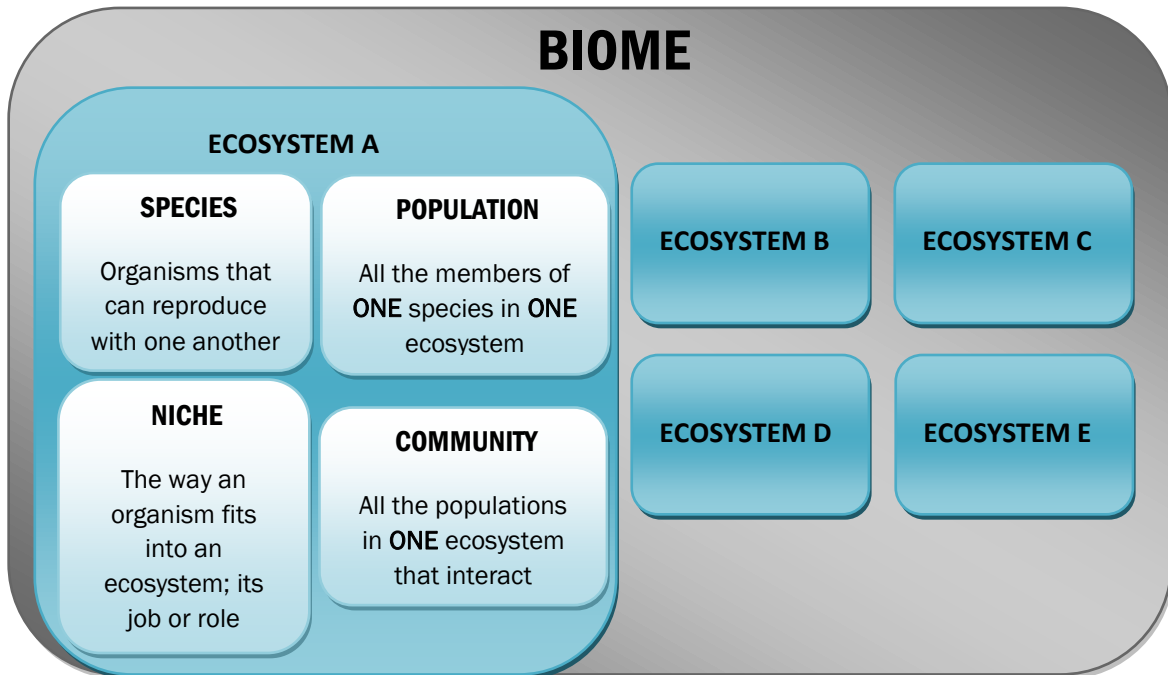 BIOME
ECOSYSTEM A
SPECIES
Organisms that
can reproduce
with one another
POPULATION
All the members of
ONE species in ONE
ecosystem
NICHE
The way an
organism fits
into an
ecosystem; its
job or role
COMMUNITY
All the populations
in ONE ecosystem
that interact
ECOSYSTEM B
ECOSYSTEM C
ECOSYSTEM D
ECOSYSTEM E